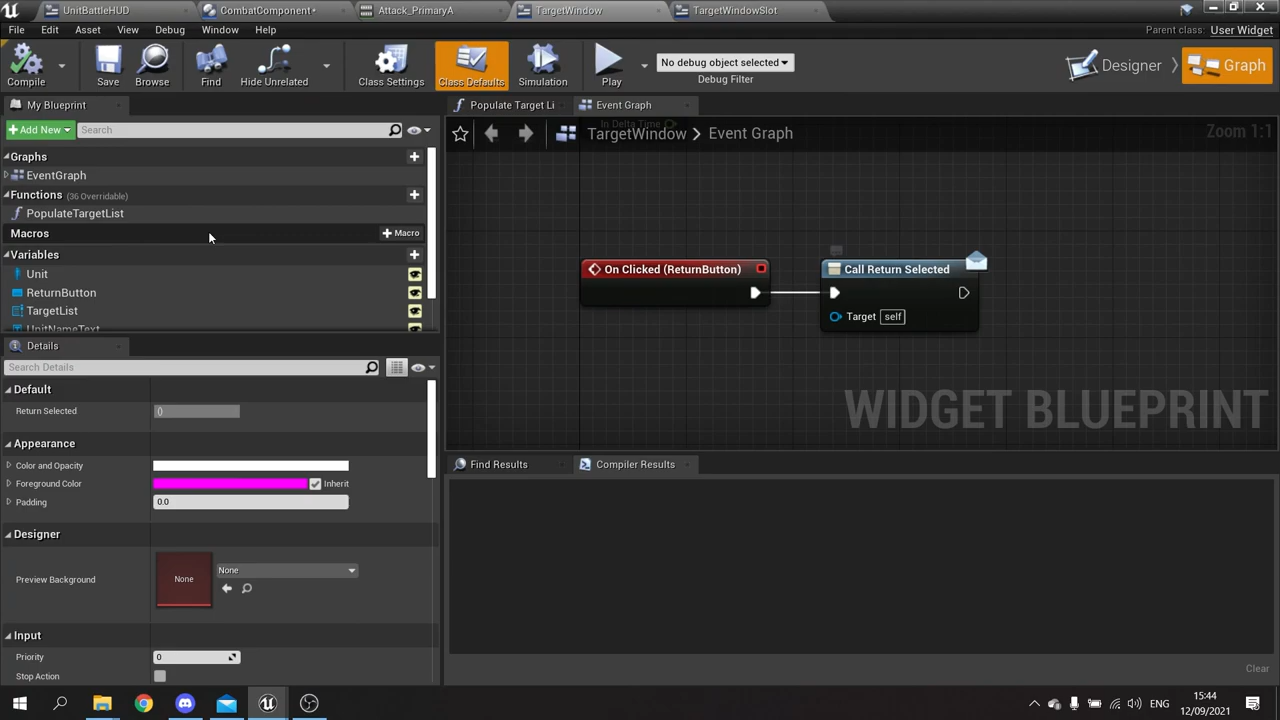 UnitBattleHUD
CombatComponent*
Attack_PrimaryA
TargetWindow
TargetWindowSlot
File
Edit
Asset
View
Debug
Window
Help
Parent class: User Widget
Compile
Save
Browse
Find
Hide Unrelated
Class Settings
Class Defaults
Simulation
Play
No debug object selected
Debug Filter
Designer
Graph
My Blueprint
Populate Target Li
Event Graph
Add New
Search
In Delta Time
TargetWindow > Event Graph
Zoom 1:1
Graphs
EventGraph
Functions (36 Overridable)
PopulateTargetList
Macros
Macro
Variables
Unit
ReturnButton
TargetList
UnitNameText
On Clicked (ReturnButton)
Call Return Selected
Target self
WIDGET BLUEPRINT
Details
Search Details
Default
Return Selected
()
Appearance
Color and Opacity
Foreground Color
Inherit
Padding
0.0
Designer
Preview Background
None
None
Input
Priority
0
Stop Action
Find Results
Compiler Results
Clear
ENG
15:44
12/09/2021